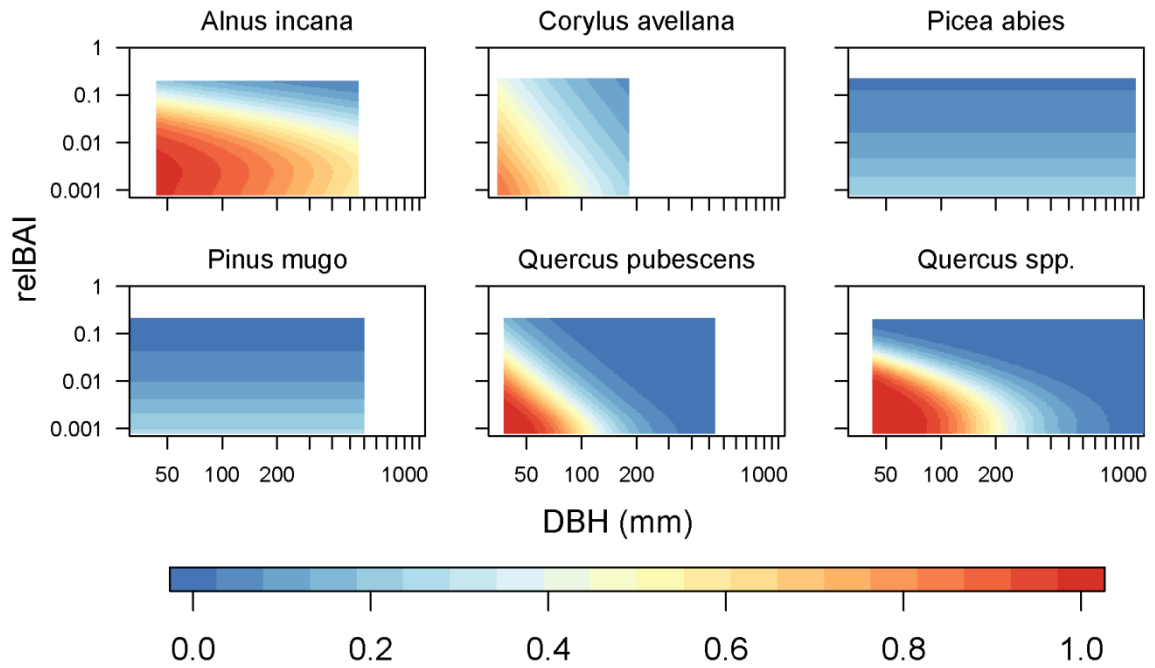 Alnus incana Corylus avellana Picea abies
1
0.1
0.01
0.001
Pinus mugo Quercus pubescens Quercus spp.
relBAI
1
0.1
0.01
0.001
50 100 200 1000 50 100 200 1000 50 100 200 1000
DBH (mm)
0.0 0.2 0.4 0.6 0.8 1.0